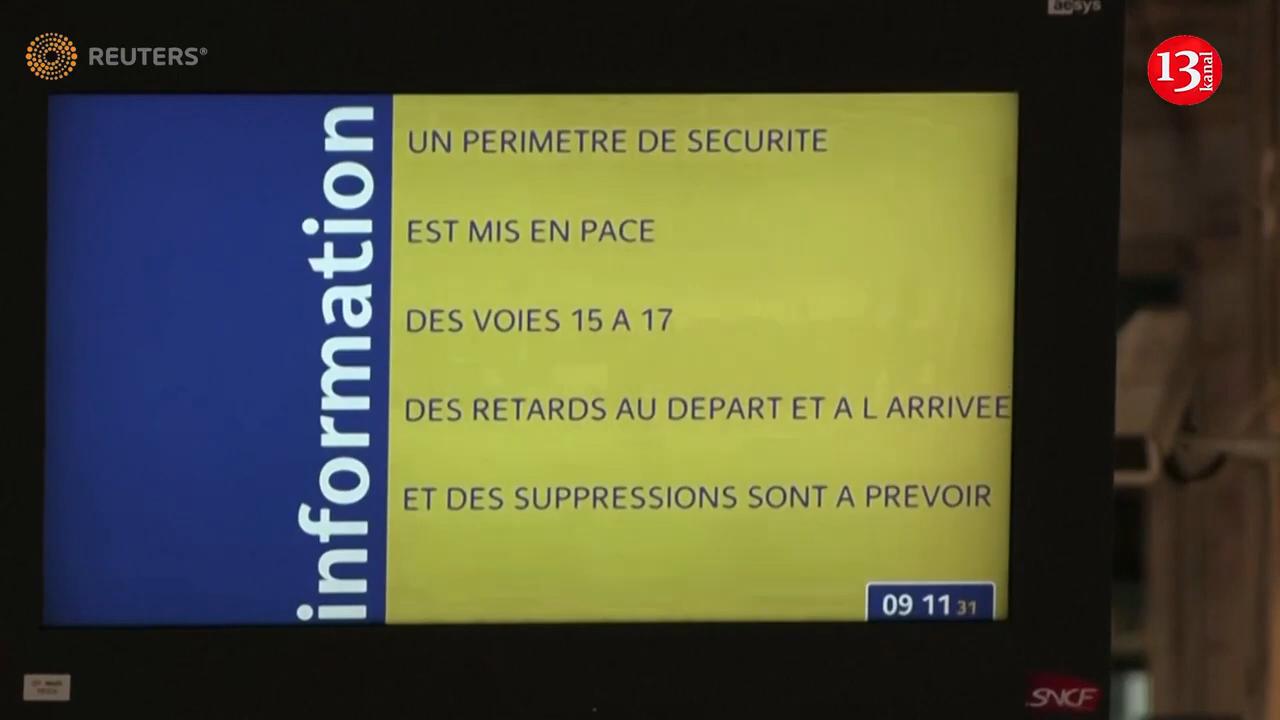 aesys
REUTERS®
13 kanal
information
UN PERIMETRE DE SECURITE
EST MIS EN PACE
DES VOIES 15 A 17
DES RETARDS AU DEPART ET A L ARRIVEE
ET DES SUPPRESSIONS SONT A PREVOIR
09 11 31
SNCF